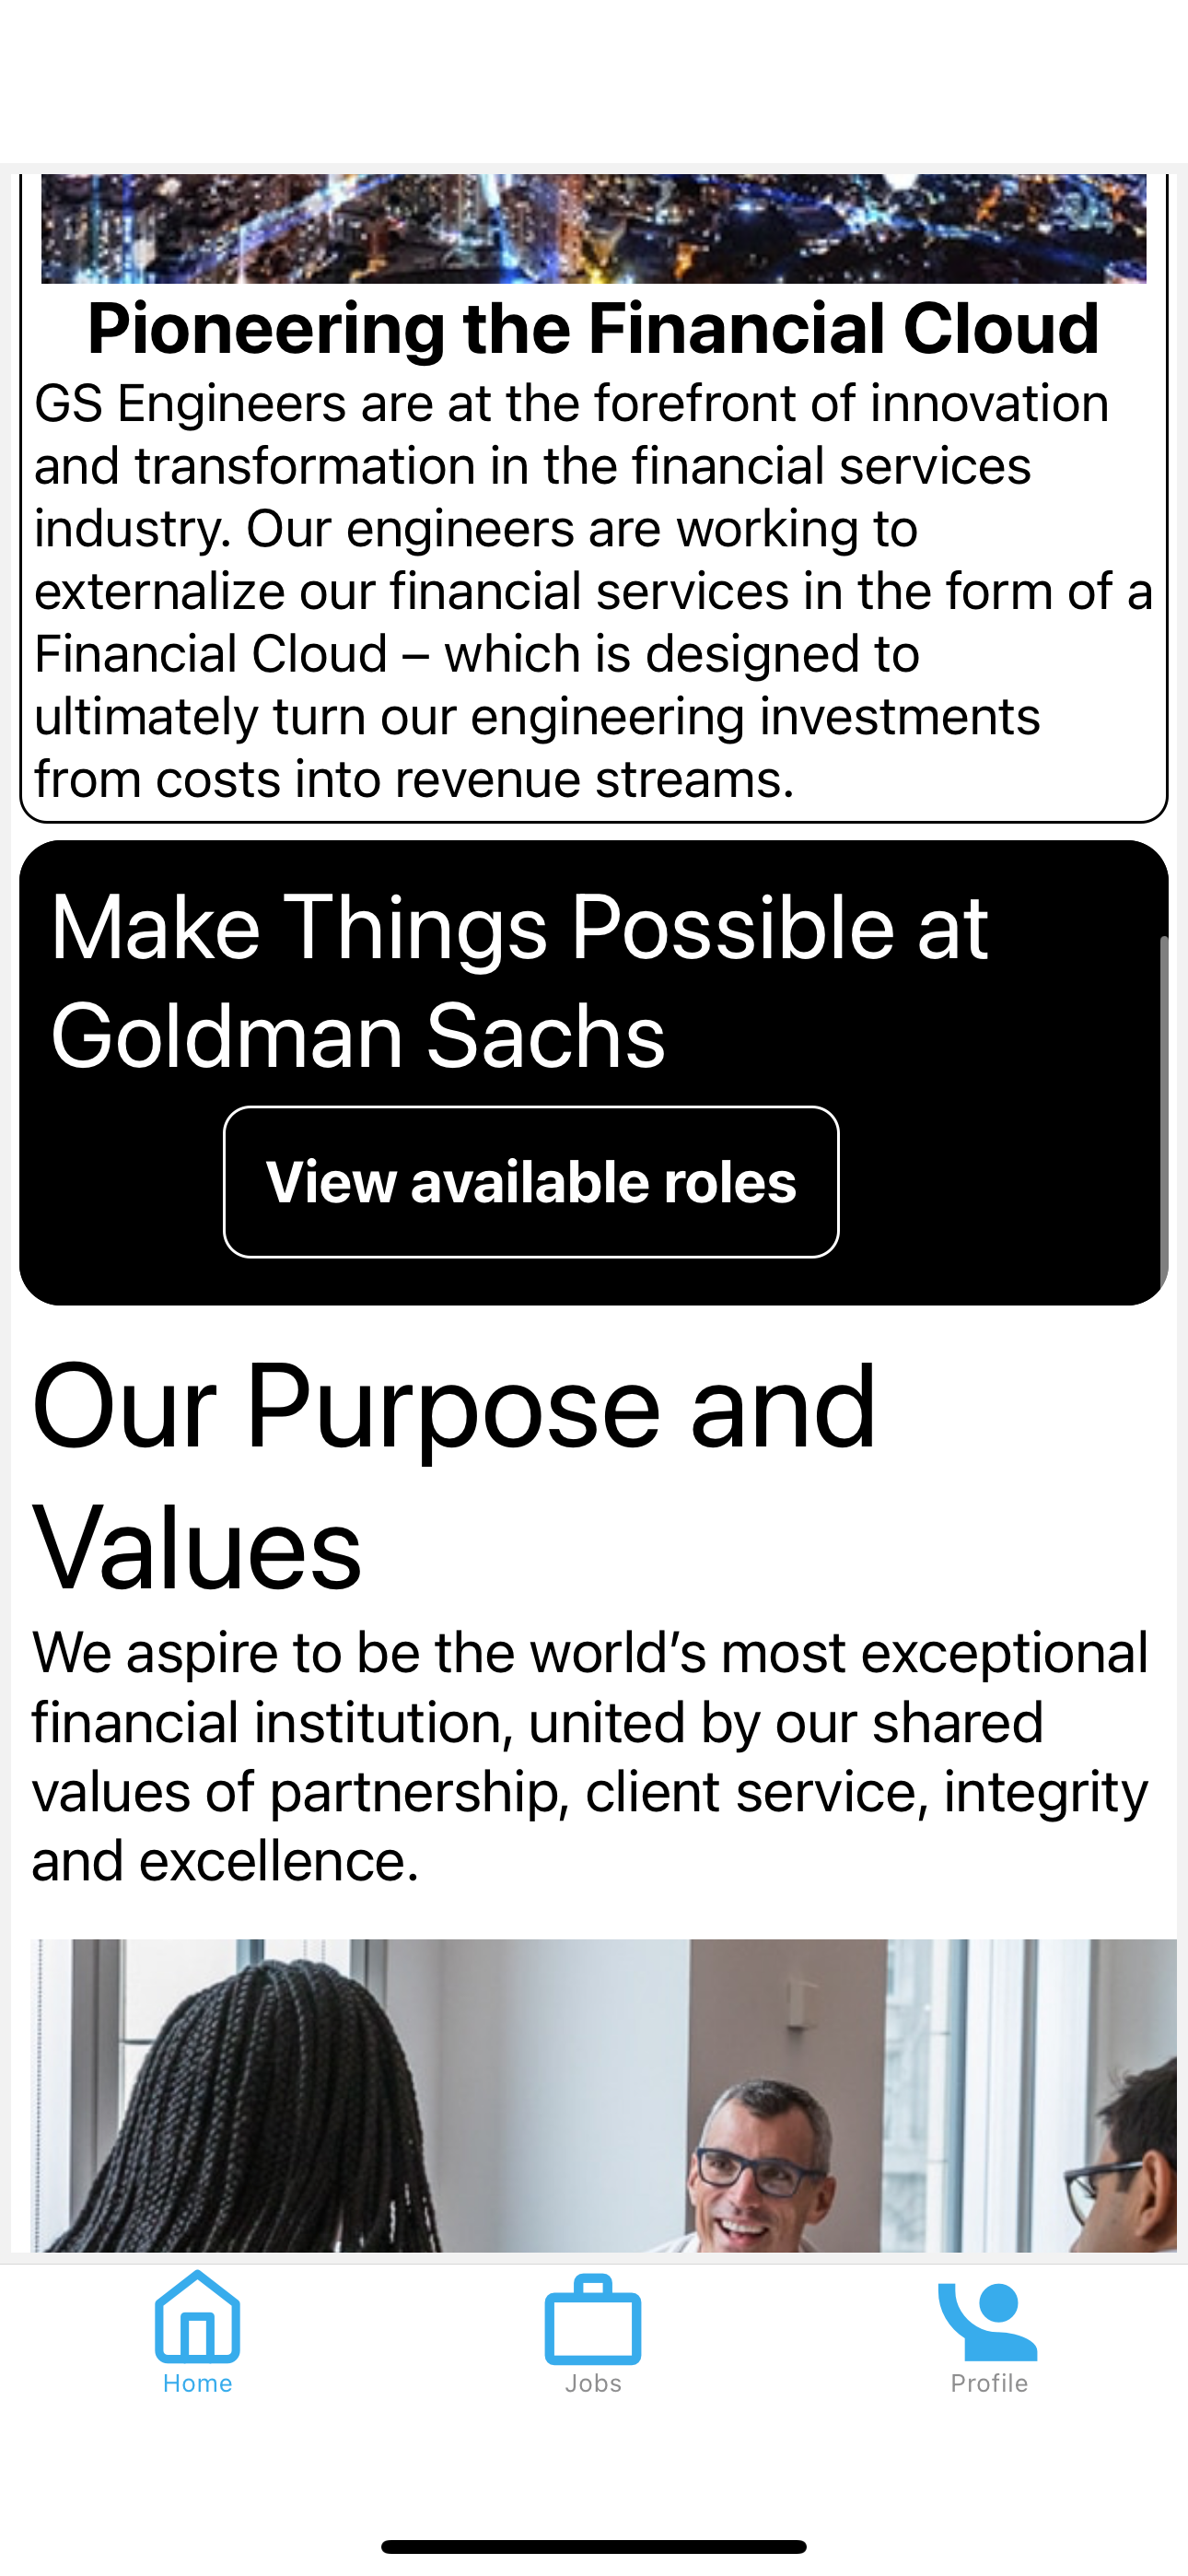 Pioneering the Financial Cloud
GS Engineers are at the forefront of innovation
and transformation in the financial services
industry. Our engineers are working to
externalize our financial services in the form of a
Financial Cloud – which is designed to
ultimately turn our engineering investments
from costs into revenue streams.
Make Things Possible at
Goldman Sachs
View available roles
Our Purpose and
Values
We aspire to be the world’s most exceptional
financial institution, united by our shared
values of partnership, client service, integrity
and excellence.
Home
Jobs
Profile